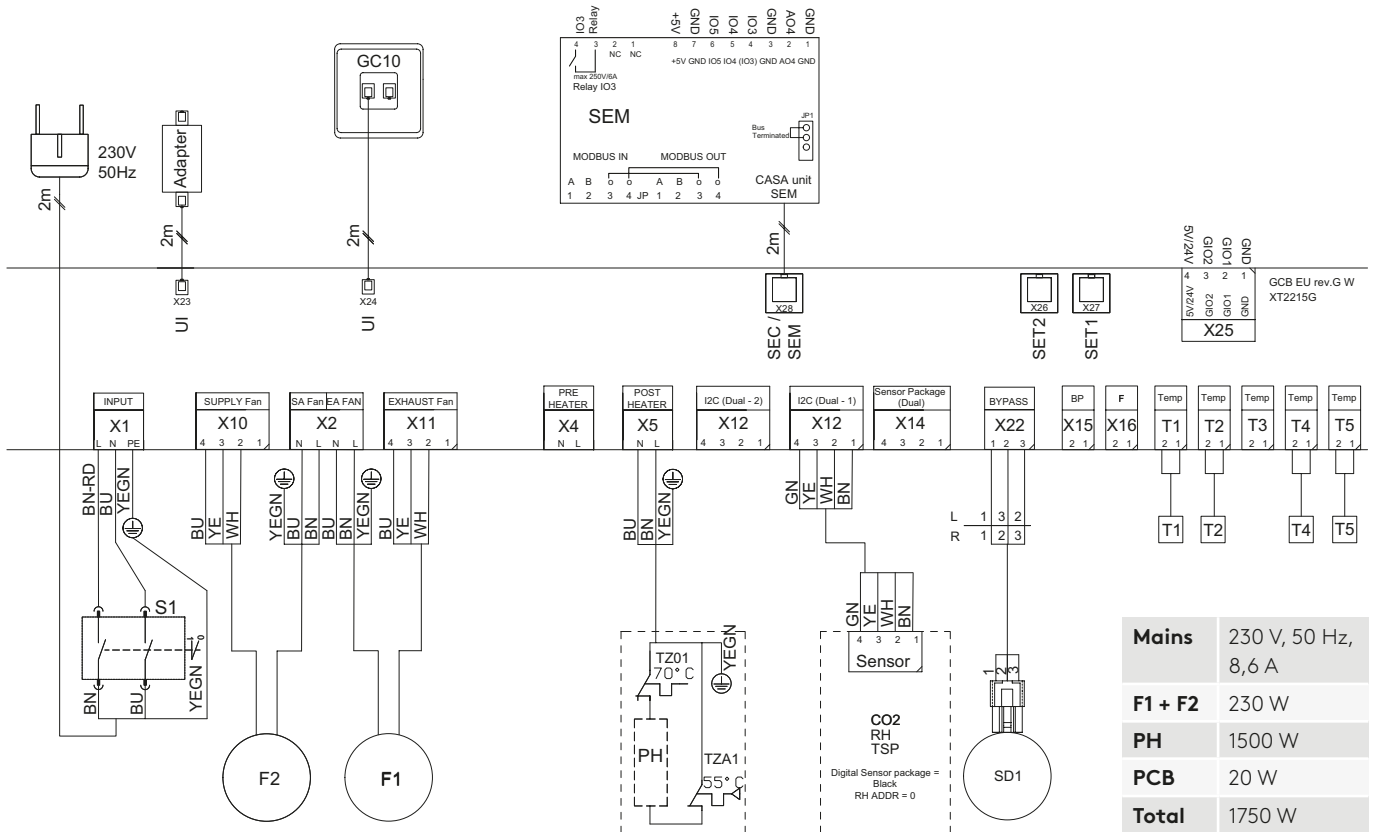 IO3
Relay
4 3 2 1
NC NC
max 250V/6A
Relay IO3
+5V GND IO5 IO4 IO3 GND AO4 GND
8 7 6 5 4 3 2 1
+5V GND IO5 IO4 (IO3) GND AO4 GND
SEM
JP1
Bus
Terminated
MODBUS IN MODBUS OUT
A B o o A B o o
1 2 3 4 JP 1 2 3 4
CASA unit
SEM
2m
GC10
2m
230V
50Hz
2m
Adapter
2m
X23
UI
X24
UI
X28
SEC /
SEM
X26
SET2
X27
SET1
5V/24V GIO2 GIO1 GND
4 3 2 1
5V/24V GIO2 GIO1 GND
X25
GCB EU rev.G W
XT2215G
INPUT
X1
L N PE
SUPPLY Fan
X10
4 3 2 1
SA Fan EA FAN
X2
N L N L
EXHAUST Fan
X11
4 3 2 1
PRE
HEATER
X4
N L
POST
HEATER
X5
N L
I2C (Dual - 2)
X12
4 3 2 1
I2C (Dual - 1)
X12
4 3 2 1
Sensor Package
(Dual)
X14
4 3 2 1
BYPASS
X22
1 2 3
BP
X15
2 1
F
X16
2 1
Temp
T1
2 1
Temp
T2
2 1
Temp
T3
2 1
Temp
T4
2 1
Temp
T5
2 1
BN-RD
BU
YEGN
BU
YE
WH
YEGN
BU
BN
BU
BN
YEGN
BU
YE
WH
BU
BN
YEGN
GN
YE
WH
BN
L 1 3 2
R 1 2 3
T1
T2
T4
T5
S1
1 0
BN
BU
YEGN
F2
F1
TZ01
70° C
YEGN
PH
TZA1
55° C
GN
YE
WH
BN
4 3 2 1
Sensor
CO2
RH
TSP
Digital Sensor package =
Black
RH ADDR = 0
1 2 3
SD1
Mains 230 V, 50 Hz,
8,6 A
F1 + F2 230 W
PH 1500 W
PCB 20 W
Total 1750 W